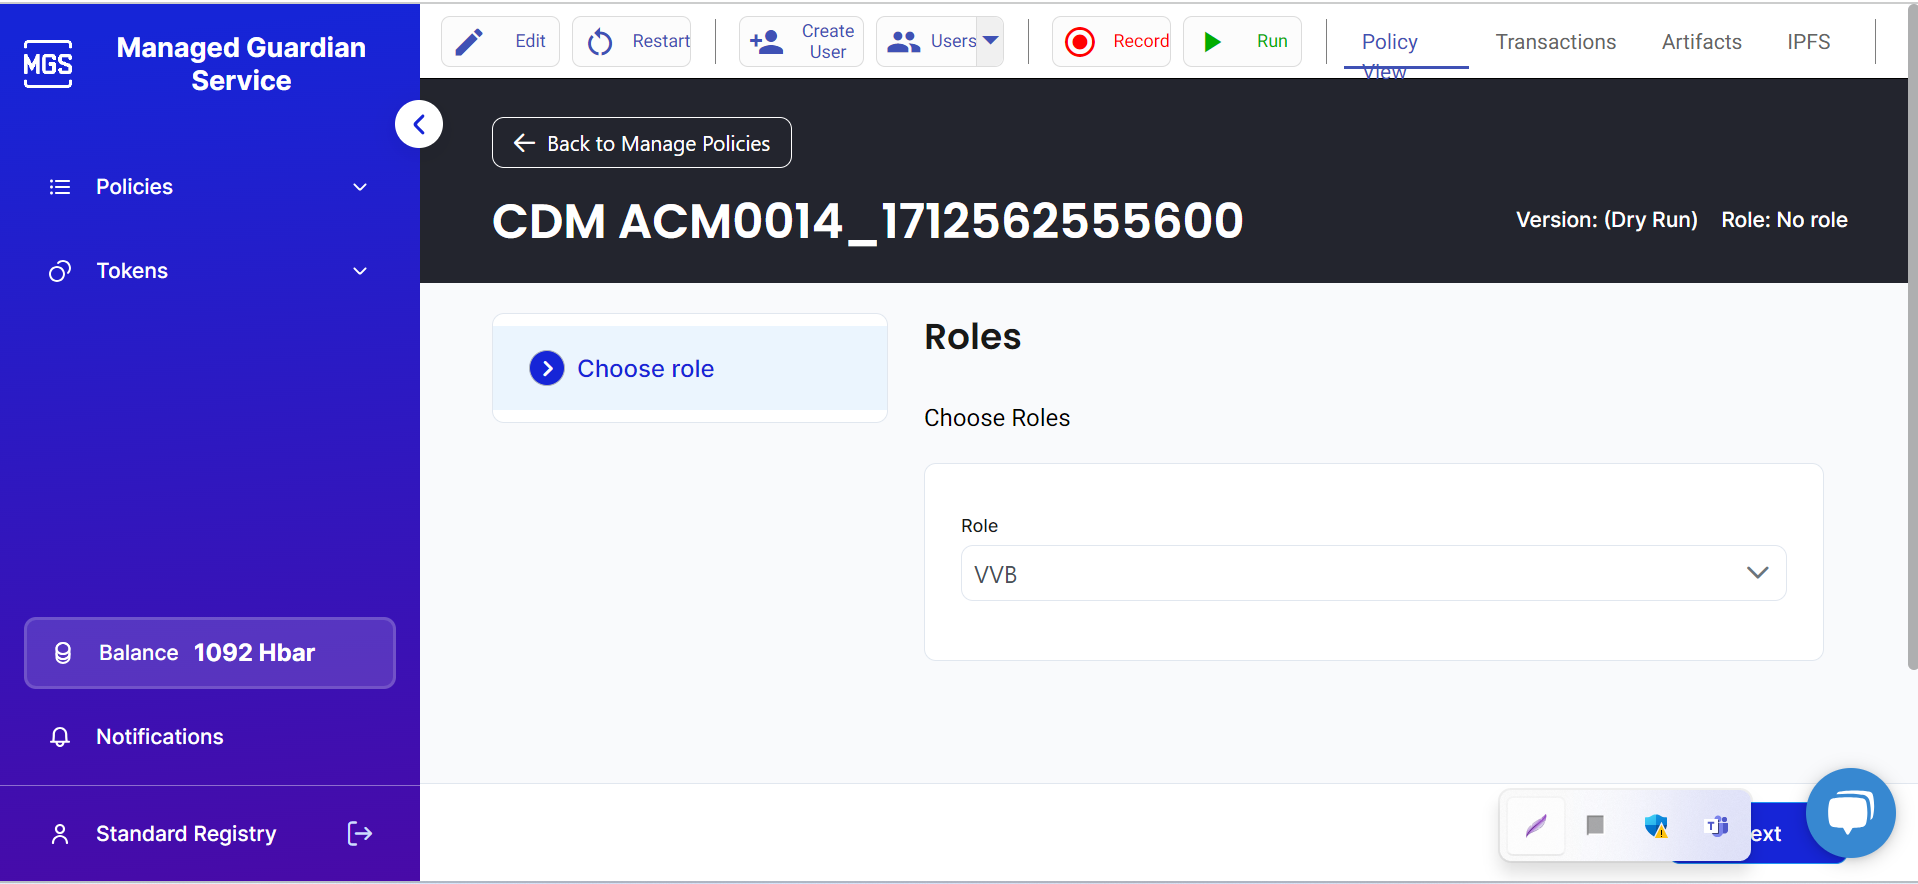 MGS
Managed Guardian
Service
Policies
Tokens
Balance 1092 Hbar
Notifications
Standard Registry
Edit
Restart
Create
User
Users
Record
Run
Policy
View
Transactions
Artifacts
IPFS
Back to Manage Policies
CDM ACM0014_1712562555600
Version: (Dry Run) Role: No role
Choose role
Roles
Choose Roles
Role
VVB
ext